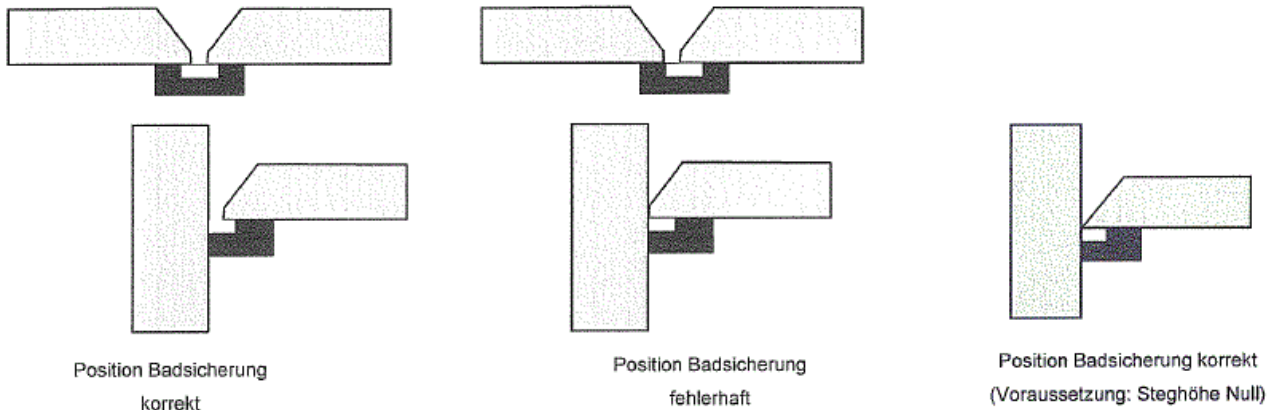 Position Badsicherung
korrekt
Position Badsicherung
fehlerhaft
Position Badsicherung korrekt
(Voraussetzung: Steghöhe Null)